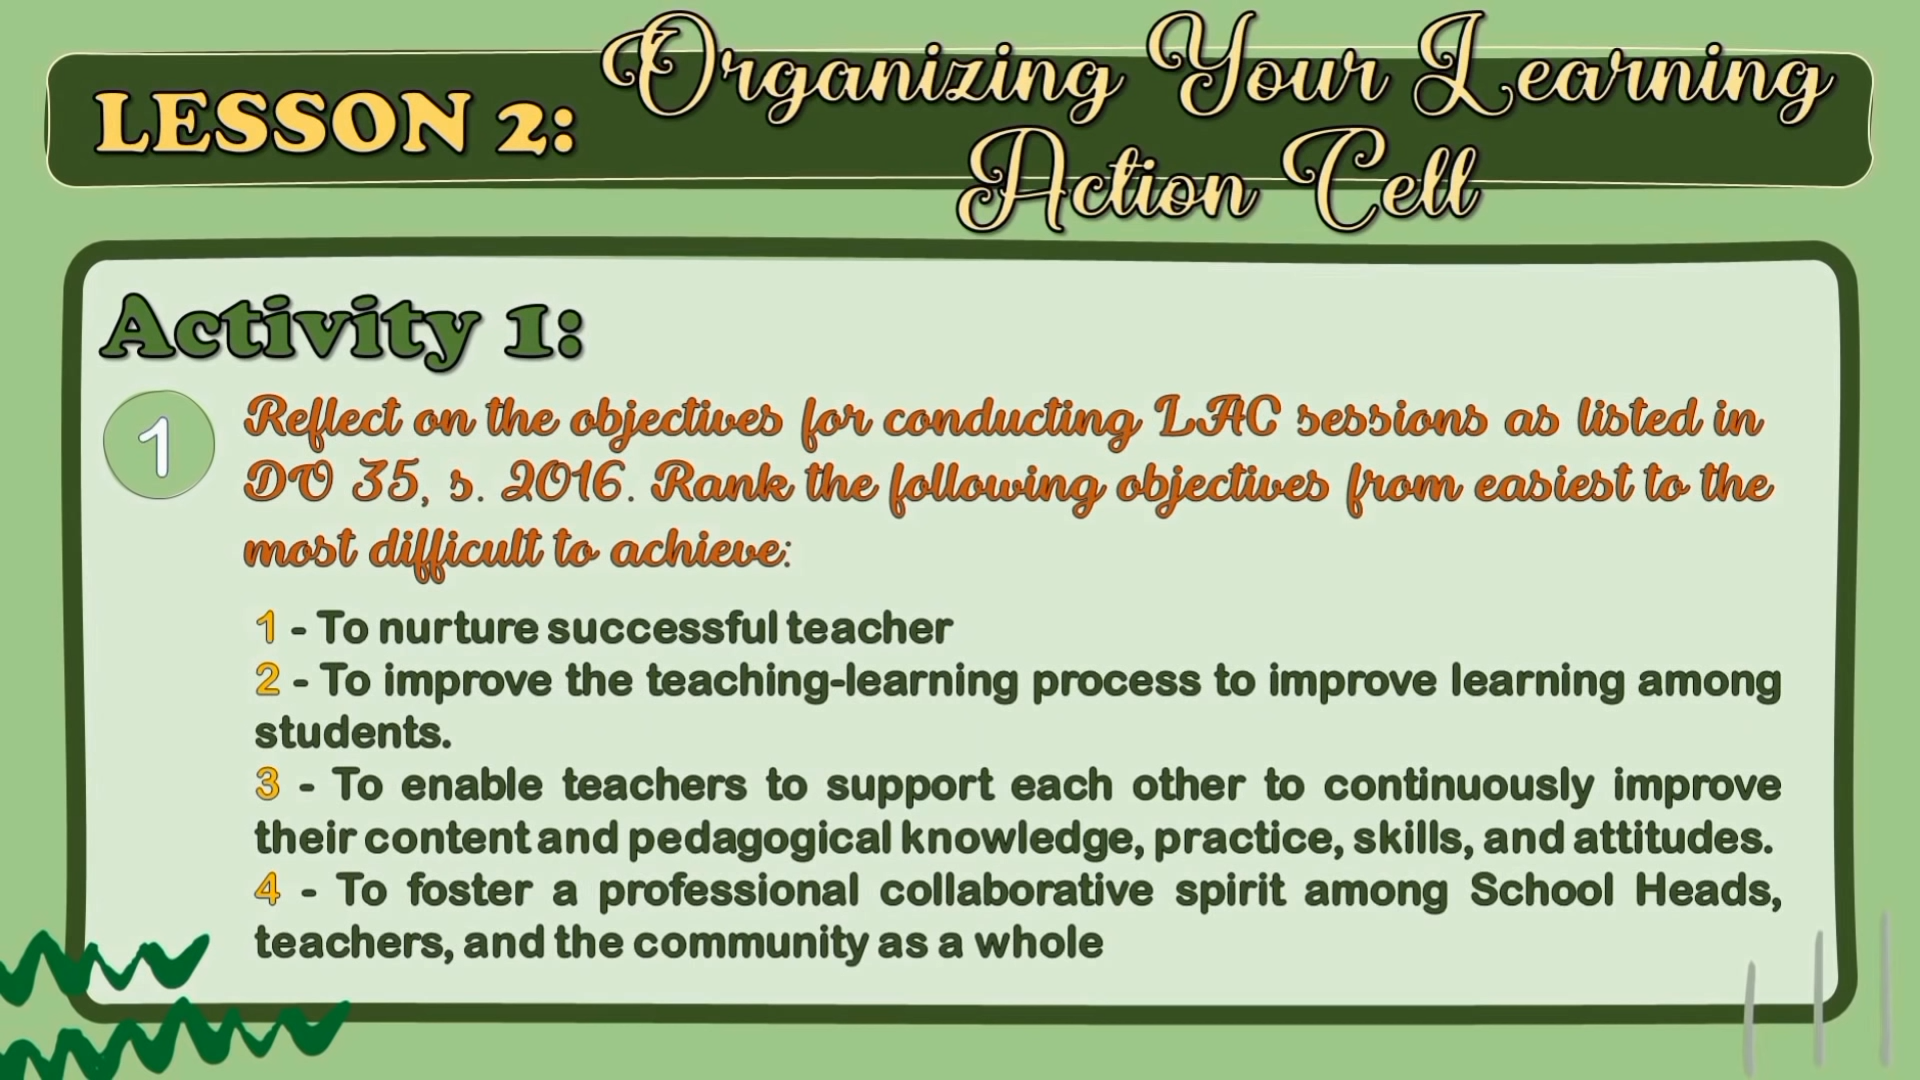 LESSON 2:
Organizing Your Learning
Action Cell
Activity 1:
1
Reflect on the objectives for conducting LAC sessions as listed in
DO 35, s. 2016. Rank the following objectives from easiest to the
most difficult to achieve:
1 - To nurture successful teacher
2 - To improve the teaching-learning process to improve learning among
students.
3 - To enable teachers to support each other to continuously improve
their content and pedagogical knowledge, practice, skills, and attitudes.
4 - To foster a professional collaborative spirit among School Heads,
teachers, and the community as a whole